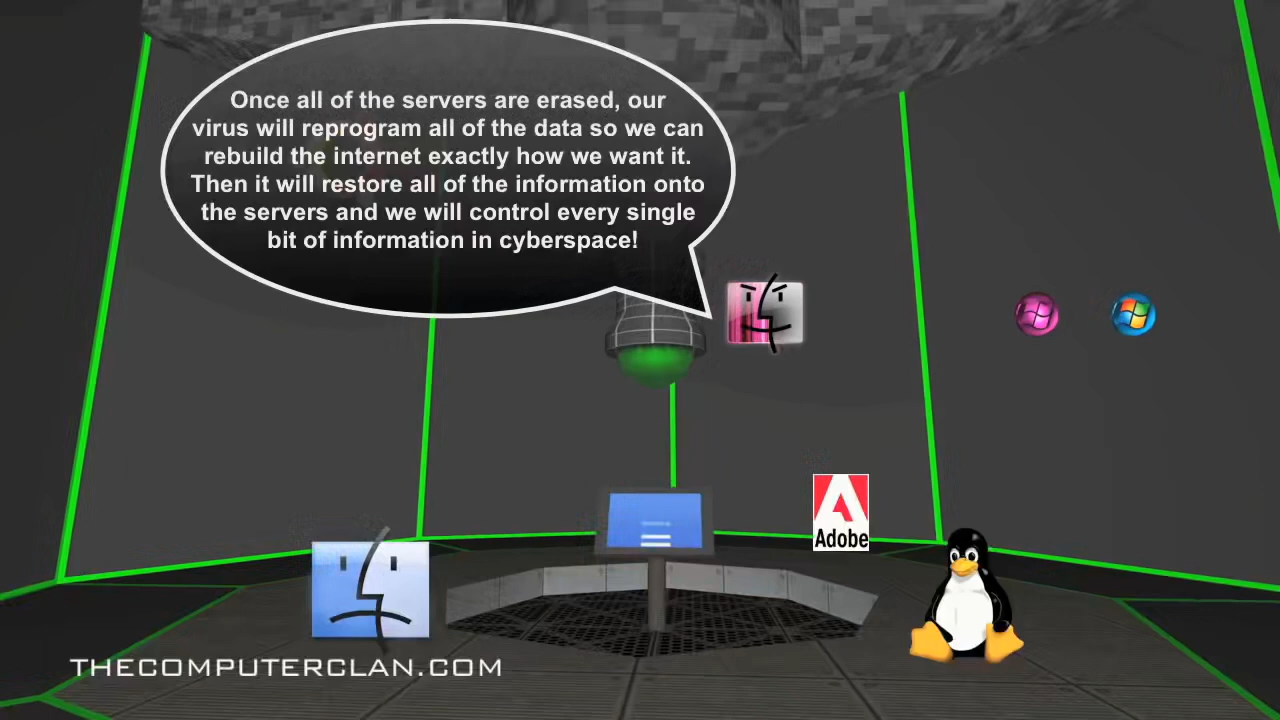 Once all of the servers are erased, our
virus will reprogram all of the data so we can
rebuild the internet exactly how we want it.
Then it will restore all of the information onto
the servers and we will control every single
bit of information in cyberspace!
Adobe
THECOMPUTERCLAN.COM